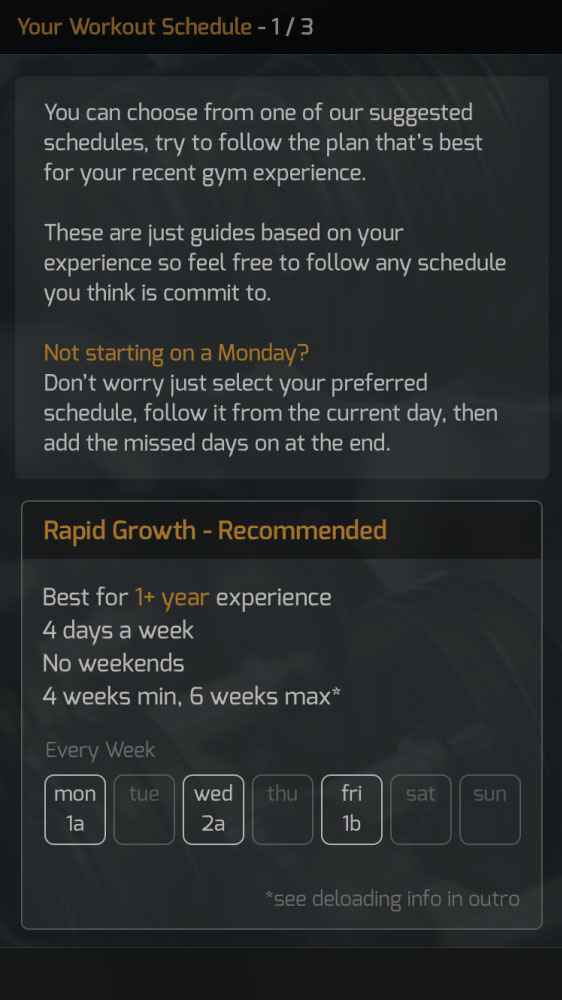 Your Workout Schedule - 1 / 3
You can choose from one of our suggested
schedules, try to follow the plan that's best
for your recent gym experience.
These are just guides based on your
experience so feel free to follow any schedule
you think is commit to.
Not starting on a Monday?
Don't worry just select your preferred
schedule, follow it from the current day, then
add the missed days on at the end.
Rapid Growth - Recommended
Best for 1+ year experience
4 days a week
No weekends
4 weeks min, 6 weeks max*
Every Week
mon tue wed thu fri sat sun
1a 2a 1b
*see deloading info in outro